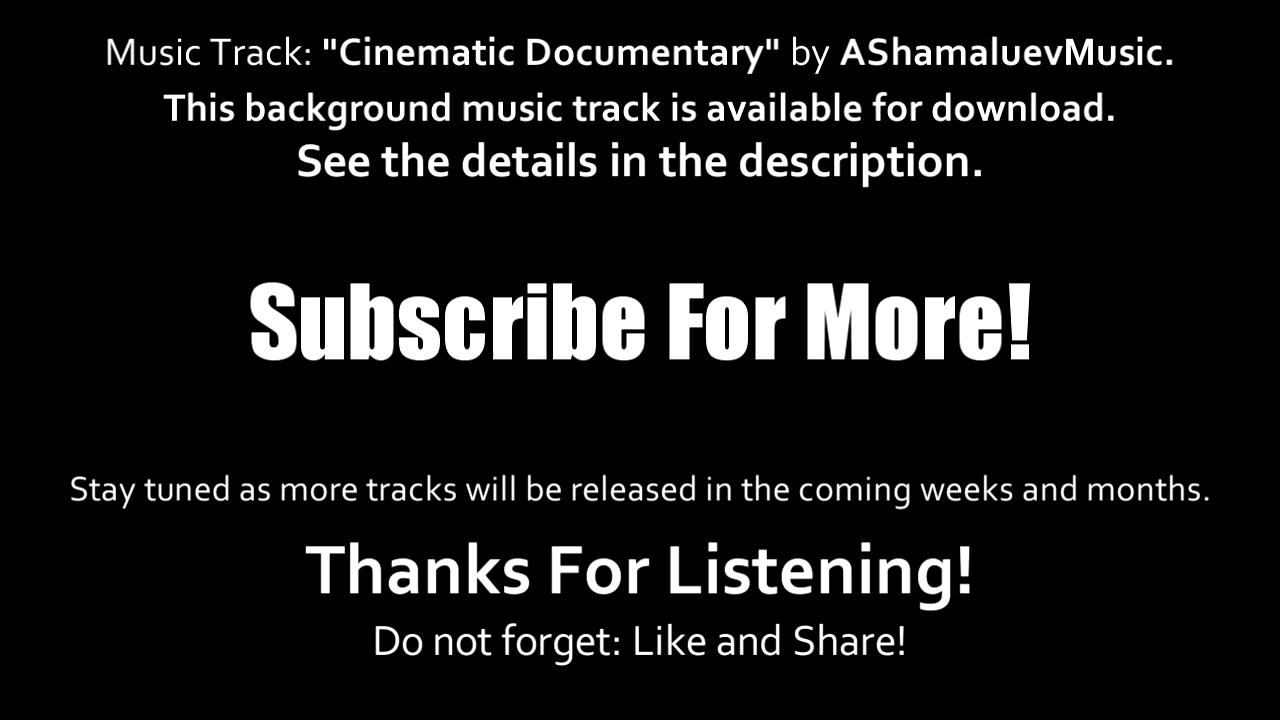 Music Track: "Cinematic Documentary" by AShamaluevMusic.
This background music track is available for download.
See the details in the description.
Subscribe For More!
Stay tuned as more tracks will be released in the coming weeks and months.
Thanks For Listening!
Do not forget: Like and Share!